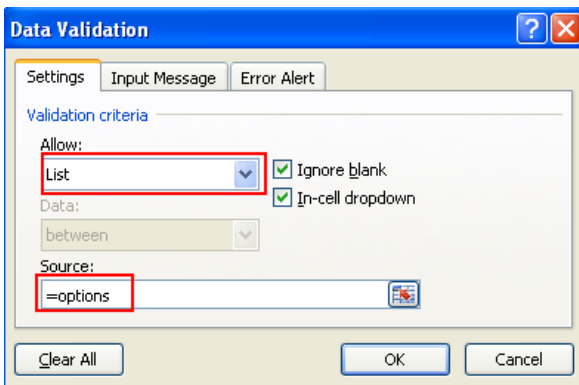 Data Validation
Settings Input Message Error Alert
Validation criteria
Allow:
List
Ignore blank
In-cell dropdown
Data:
between
Source:
=options
Clear All OK Cancel